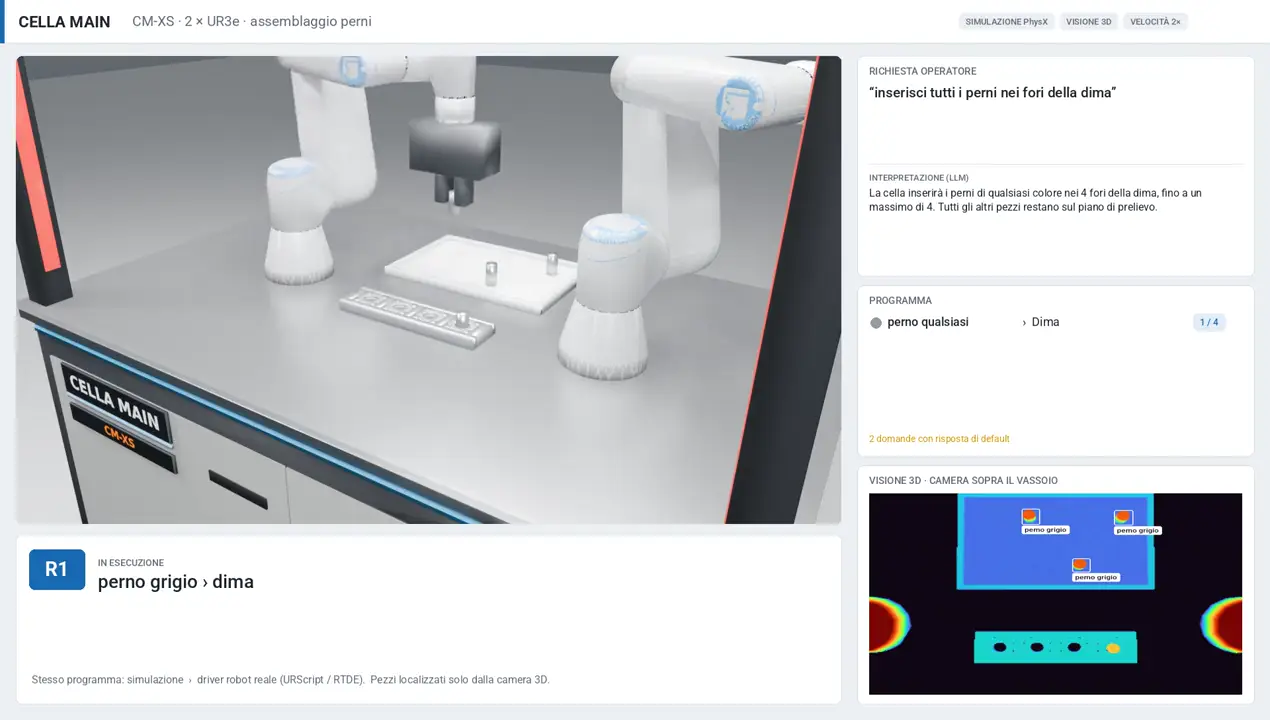 CELLA MAIN
CM-XS · 2 × UR3e · assemblaggio perni
SIMULAZIONE PhysX
VISIONE 3D
VELOCITÀ 2×
CELLA MAIN
CM-XS
RICHIESTA OPERATORE
“inserisci tutti i perni nei fori della dima”
INTERPRETAZIONE (LLM)
La cella inserirà i perni di qualsiasi colore nei 4 fori della dima, fino a un
massimo di 4. Tutti gli altri pezzi restano sul piano di prelievo.
PROGRAMMA
perno qualsiasi › Dima 1 / 4
2 domande con risposta di default
VISIONE 3D · CAMERA SOPRA IL VASSOIO
perno grigio
perno grigio
perno grigio
R1
IN ESECUZIONE
perno grigio › dima
Stesso programma: simulazione › driver robot reale (URScript / RTDE). Pezzi localizzati solo dalla camera 3D.